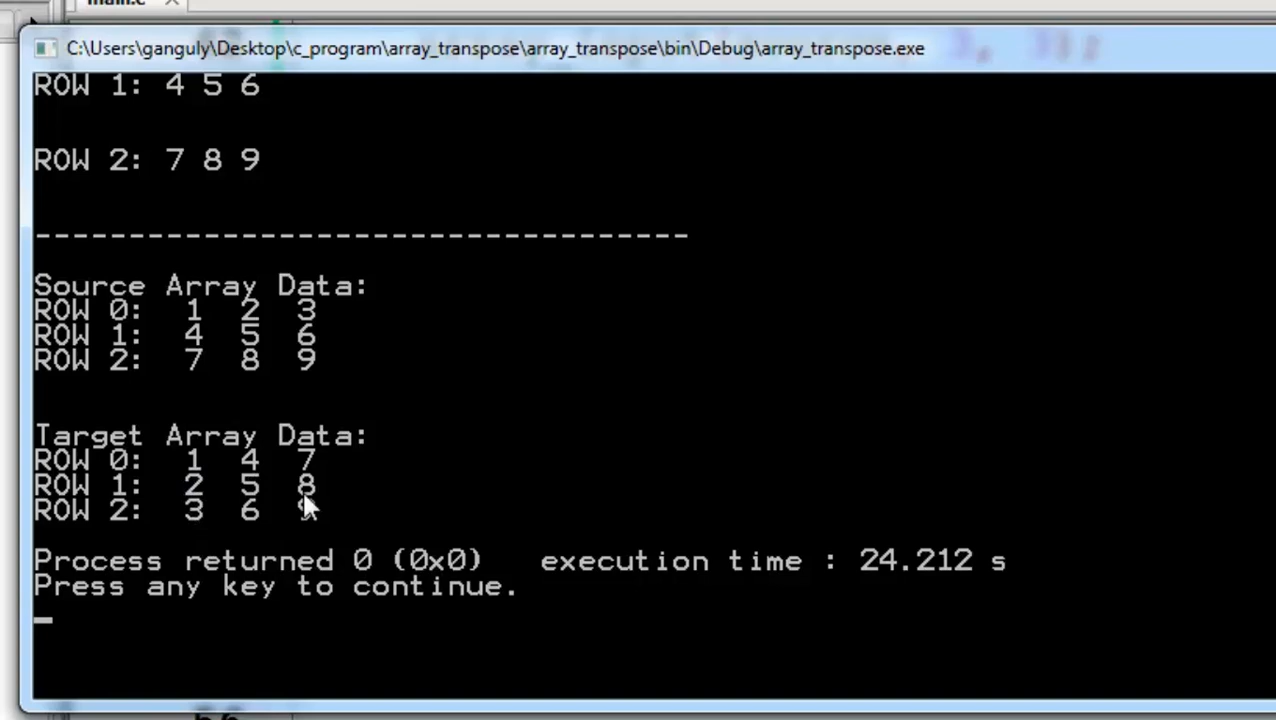 main.c
C:\Users\ganguly\Desktop\c_program\array_transpose\array_transpose\bin\Debug\array_transpose.exe
ROW 1: 4 5 6
ROW 2: 7 8 9
-----------------------------------
Source Array Data:
ROW 0: 1 2 3
ROW 1: 4 5 6
ROW 2: 7 8 9
Target Array Data:
ROW 0: 1 4 7
ROW 1: 2 5 8
ROW 2: 3 6
Process returned 0 (0x0) execution time : 24.212 s
Press any key to continue.